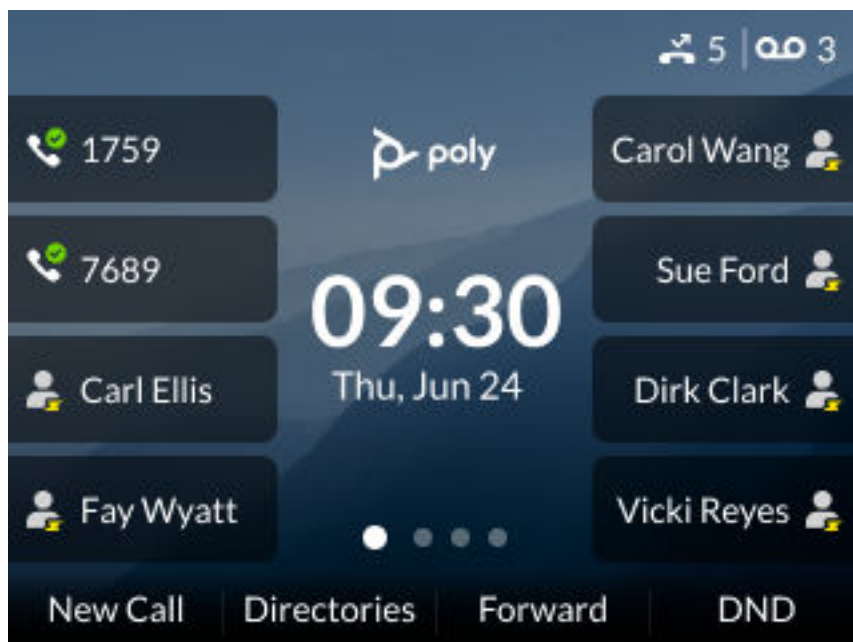 5 | 3
1759
poly
Carol Wang
7689
Sue Ford
09:30
Carl Ellis
Thu, Jun 24
Dirk Clark
Fay Wyatt
Vicki Reyes
New Call Directories Forward DND